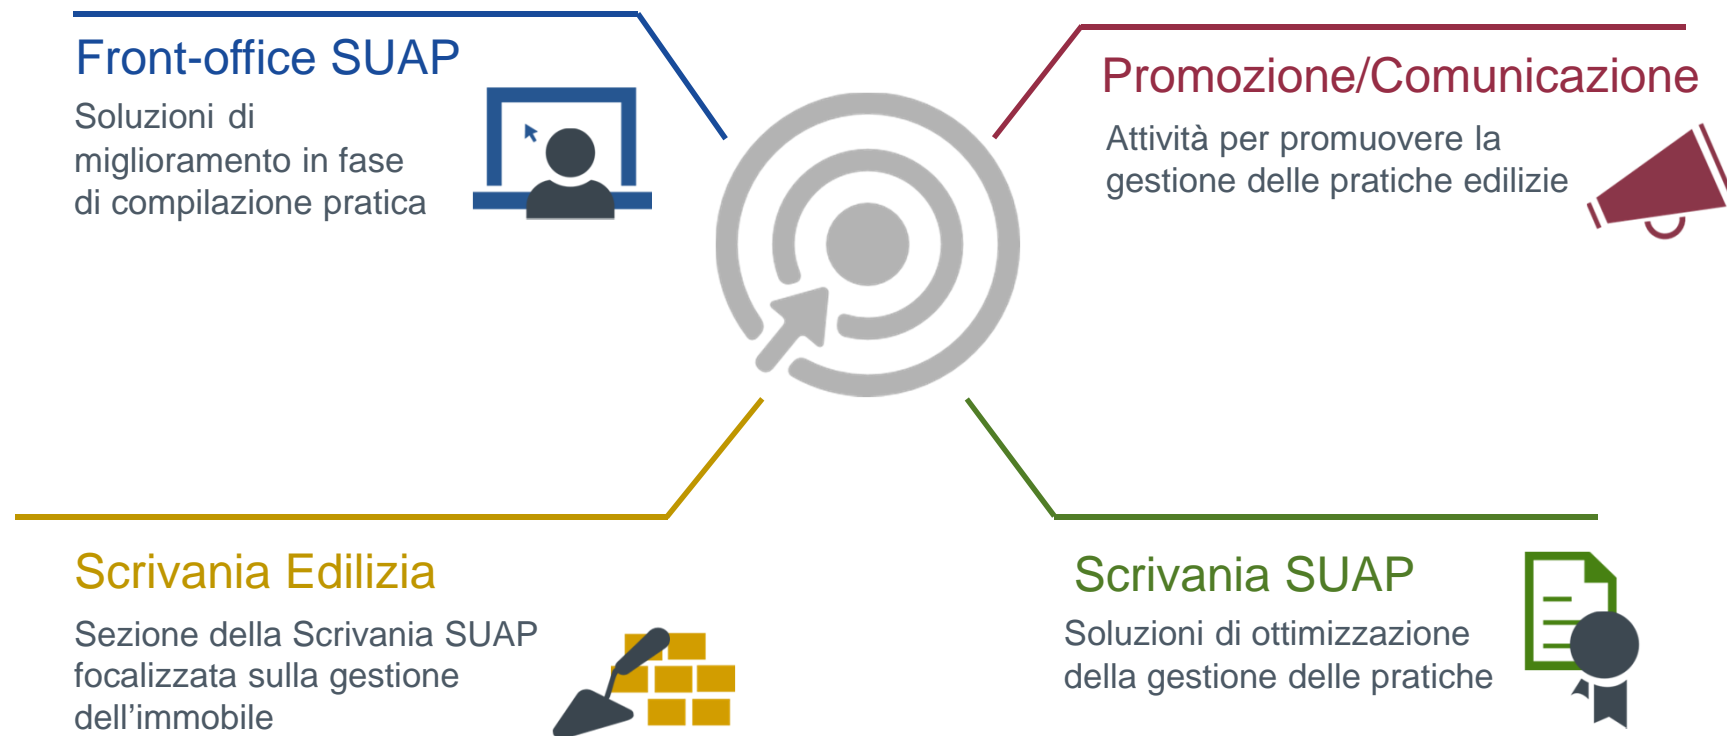 Front-office SUAP
Soluzioni di
miglioramento in fase
di compilazione pratica
Promozione/Comunicazione
Attività per promuovere la
gestione delle pratiche edilizie
Scrivania Edilizia
Sezione della Scrivania SUAP
focalizzata sulla gestione
dell’immobile
Scrivania SUAP
Soluzioni di ottimizzazione
della gestione delle pratiche